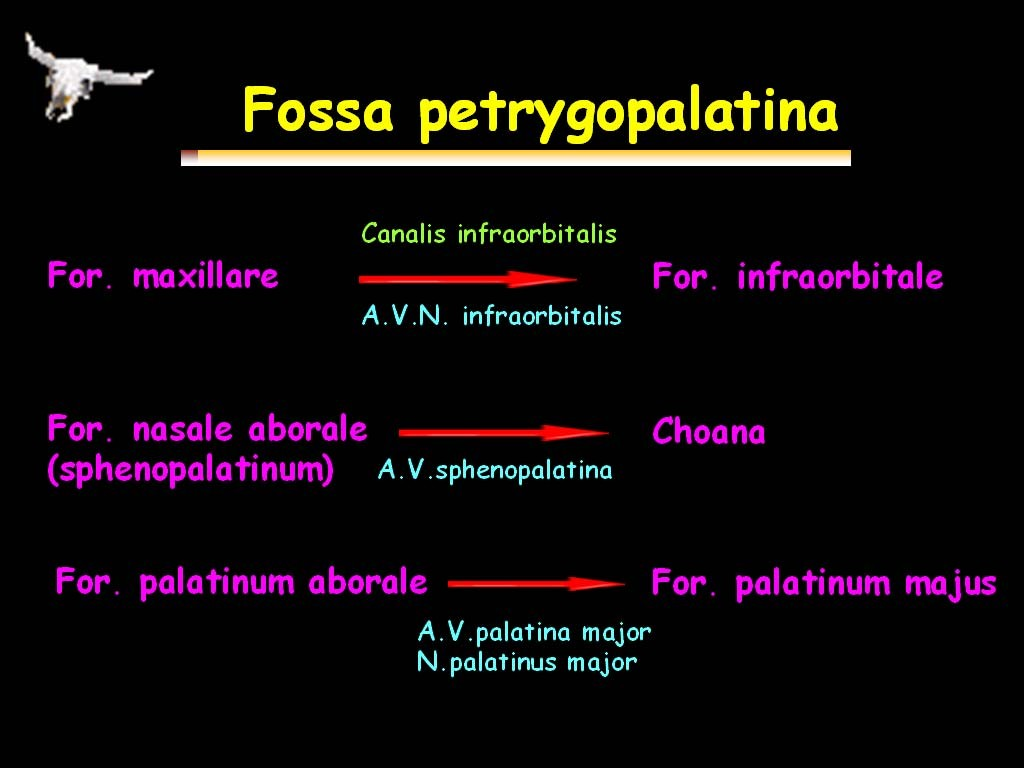 Fossa petrygopalatina
Canalis infraorbitalis
For. maxillare
For. infraorbitale
A.V.N. infraorbitalis
For. nasale aborale
Choana
(sphenopalatinum)
A.V.sphenopalatina
For. palatinum aborale
For. palatinum majus
A.V.palatina major
N.palatinus major